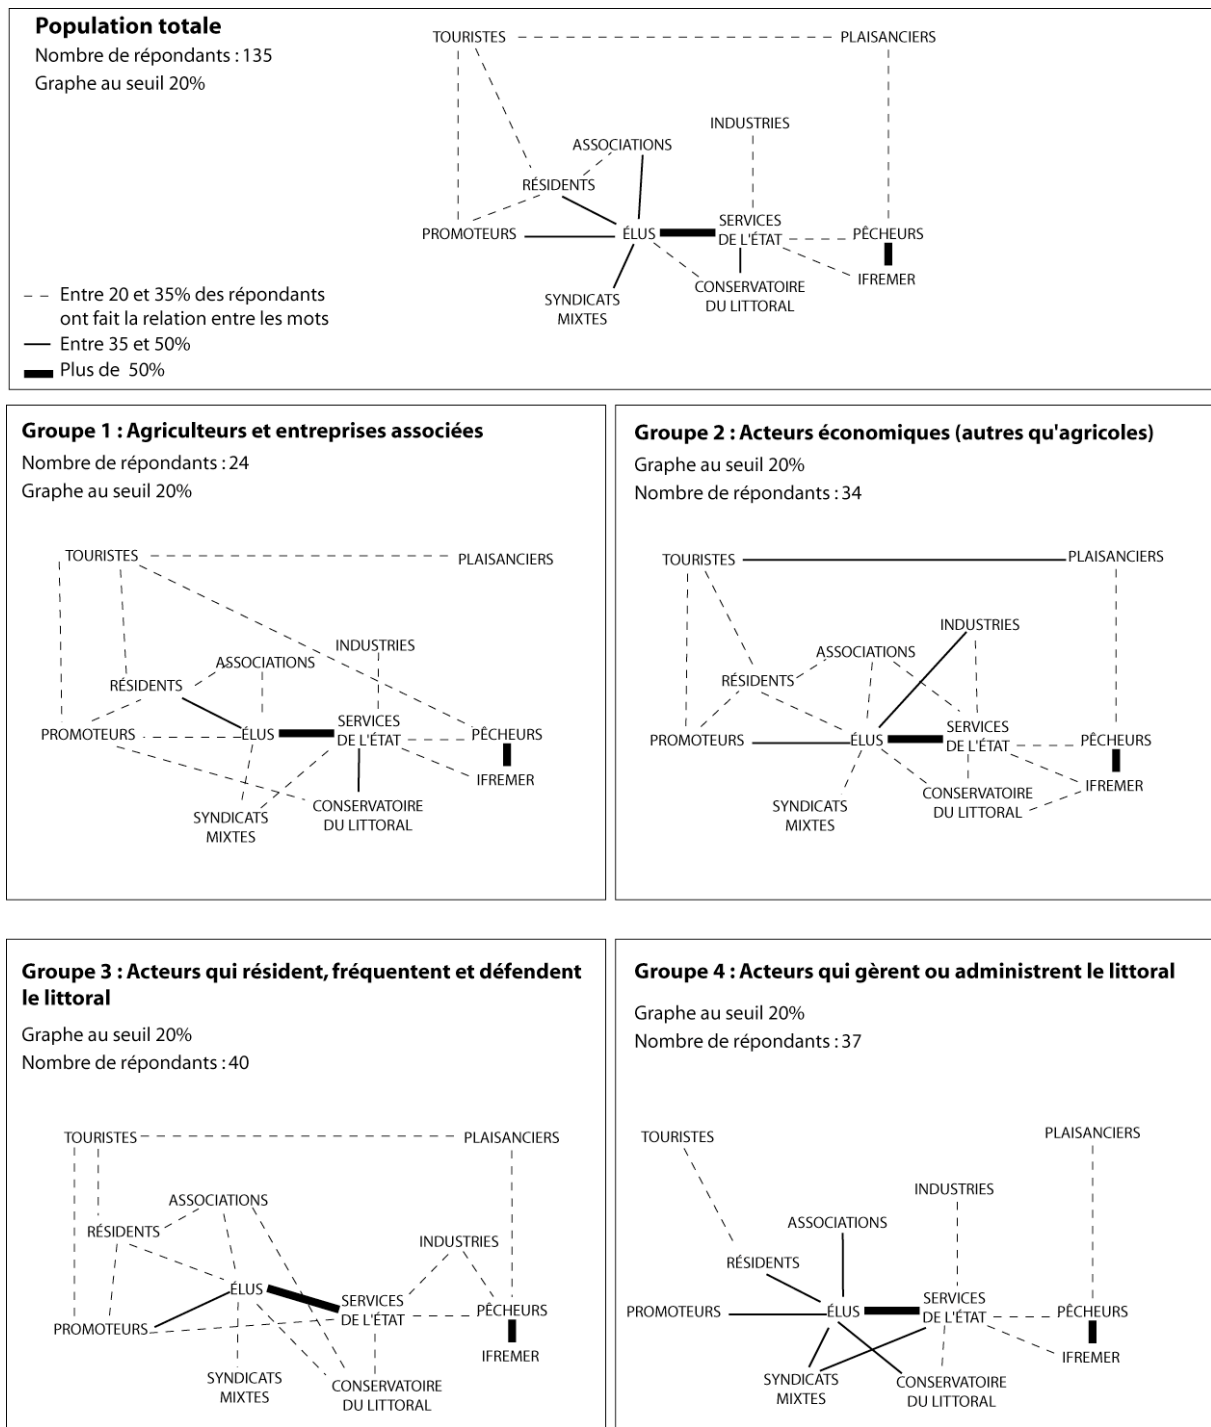 Population totale
Nombre de répondants : 135
Graphe au seuil 20%
TOURISTES
PLAISANCIERS
INDUSTRIES
ASSOCIATIONS
RÉSIDENTS
PROMOTEURS
ÉLUS
SERVICES
DE L'ÉTAT
PÊCHEURS
IFREMER
CONSERVATOIRE
DU LITTORAL
SYNDICATS
MIXTES
Entre 20 et 35% des répondants
ont fait la relation entre les mots
Entre 35 et 50%
Plus de 50%
Groupe 1 : Agriculteurs et entreprises associées
Nombre de répondants : 24
Graphe au seuil 20%
TOURISTES
PLAISANCIERS
INDUSTRIES
ASSOCIATIONS
RÉSIDENTS
PROMOTEURS
ÉLUS
SERVICES
DE L'ÉTAT
PÊCHEURS
IFREMER
CONSERVATOIRE
DU LITTORAL
SYNDICATS
MIXTES
Groupe 2 : Acteurs économiques (autres qu'agricoles)
Graphe au seuil 20%
Nombre de répondants : 34
TOURISTES
PLAISANCIERS
INDUSTRIES
ASSOCIATIONS
RÉSIDENTS
PROMOTEURS
ÉLUS
SERVICES
DE L'ÉTAT
PÊCHEURS
IFREMER
CONSERVATOIRE
DU LITTORAL
SYNDICATS
MIXTES
Groupe 3 : Acteurs qui résident, fréquentent et défendent
le littoral
Graphe au seuil 20%
Nombre de répondants : 40
TOURISTES
PLAISANCIERS
ASSOCIATIONS
RÉSIDENTS
INDUSTRIES
ÉLUS
SERVICES
DE L'ÉTAT
PÊCHEURS
PROMOTEURS
IFREMER
SYNDICATS
MIXTES
CONSERVATOIRE
DU LITTORAL
Groupe 4 : Acteurs qui gèrent ou administrent le littoral
Graphe au seuil 20%
Nombre de répondants : 37
TOURISTES
PLAISANCIERS
INDUSTRIES
ASSOCIATIONS
RÉSIDENTS
PROMOTEURS
ÉLUS
SERVICES
DE L'ÉTAT
PÊCHEURS
IFREMER
SYNDICATS
MIXTES
CONSERVATOIRE
DU LITTORAL